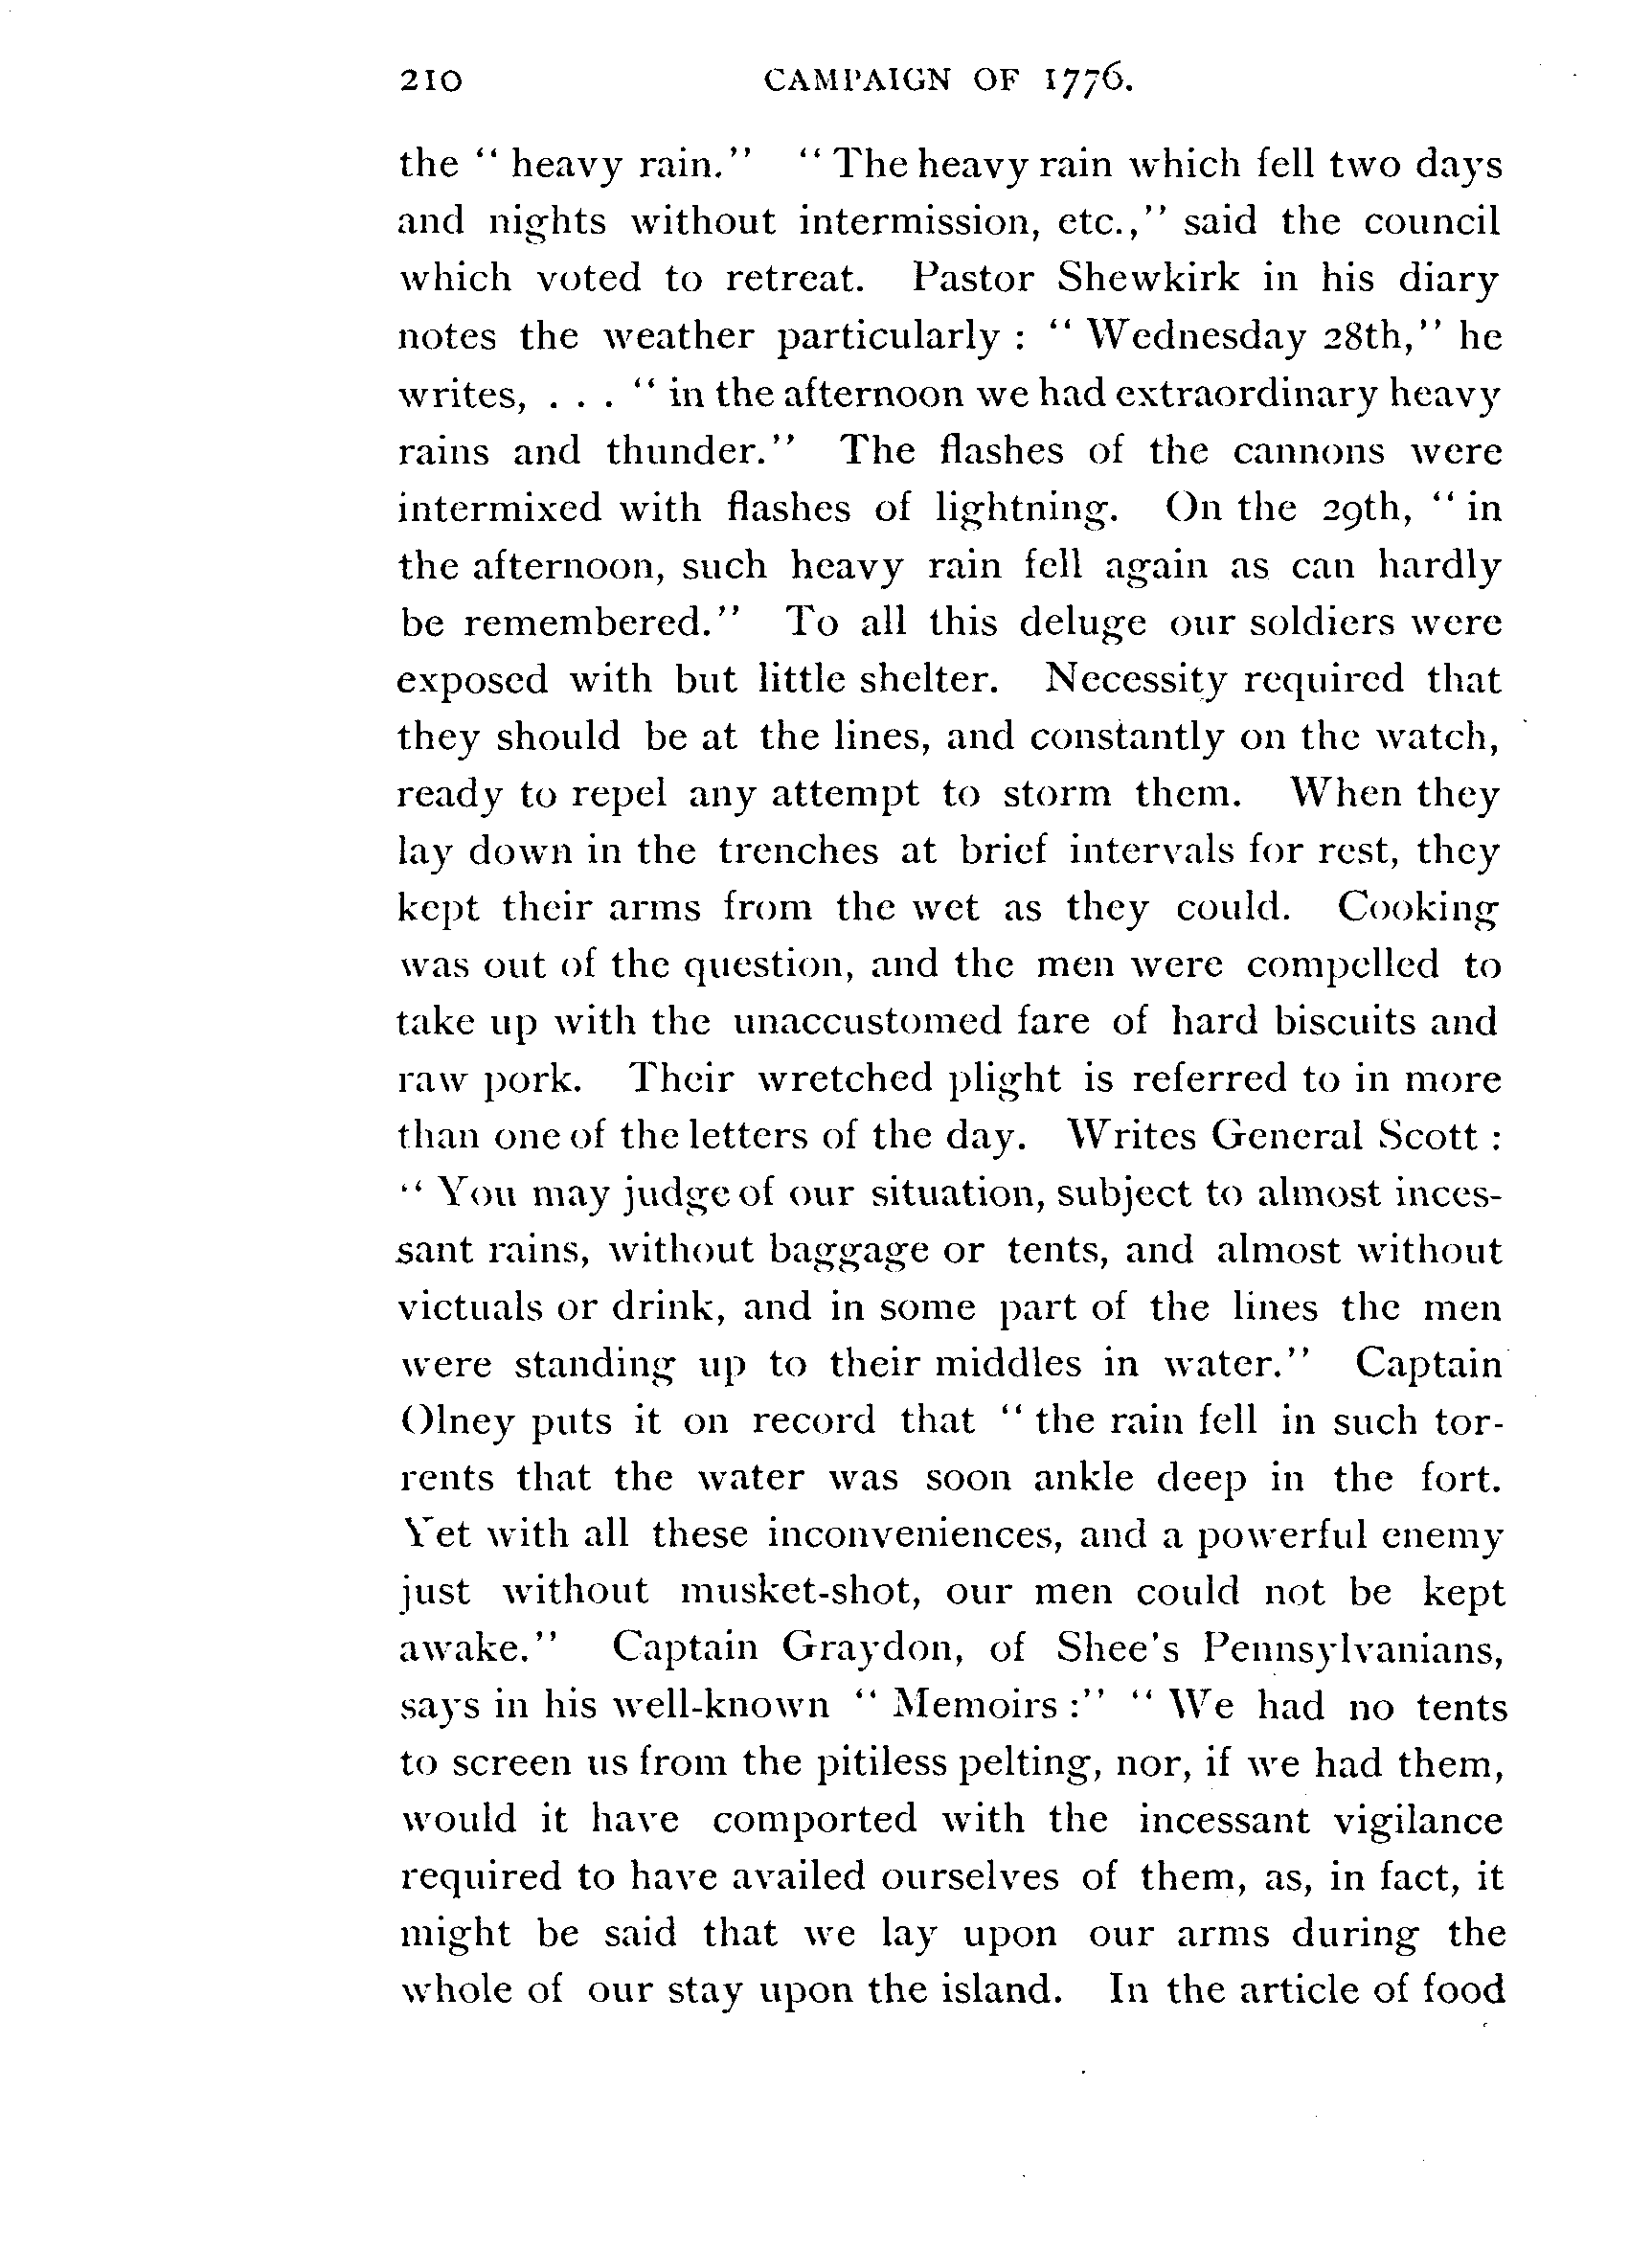 210 CAMPAIGN OF 1776.
the “ heavy rain.” “ The heavy rain which fell two days
and nights without intermission, etc.,” said the council
which voted to retreat. Pastor Shewkirk in his diary
notes the weather particularly : “ Wednesday 28th,” he
writes, . . . “ in the afternoon we had extraordinary heavy
rains and thunder.” The flashes of the cannons were
intermixed with flashes of lightning. On the 29th, “ in
the afternoon, such heavy rain fell again as can hardly
be remembered.” To all this deluge our soldiers were
exposed with but little shelter. Necessity required that
they should be at the lines, and constantly on the watch,
ready to repel any attempt to storm them. When they
lay down in the trenches at brief intervals for rest, they
kept their arms from the wet as they could. Cooking
was out of the question, and the men were compelled to
take up with the unaccustomed fare of hard biscuits and
raw pork. Their wretched plight is referred to in more
than one of the letters of the day. Writes General Scott :
“ You may judge of our situation, subject to almost inces-
sant rains, without baggage or tents, and almost without
victuals or drink, and in some part of the lines the men
were standing up to their middles in water.” Captain
Olney puts it on record that “ the rain fell in such tor-
rents that the water was soon ankle deep in the fort.
Yet with all these inconveniences, and a powerful enemy
just without musket-shot, our men could not be kept
awake.” Captain Graydon, of Shee's Pennsylvanians,
says in his well-known “ Memoirs :” “ We had no tents
to screen us from the pitiless pelting, nor, if we had them,
would it have comported with the incessant vigilance
required to have availed ourselves of them, as, in fact, it
might be said that we lay upon our arms during the
whole of our stay upon the island. In the article of food